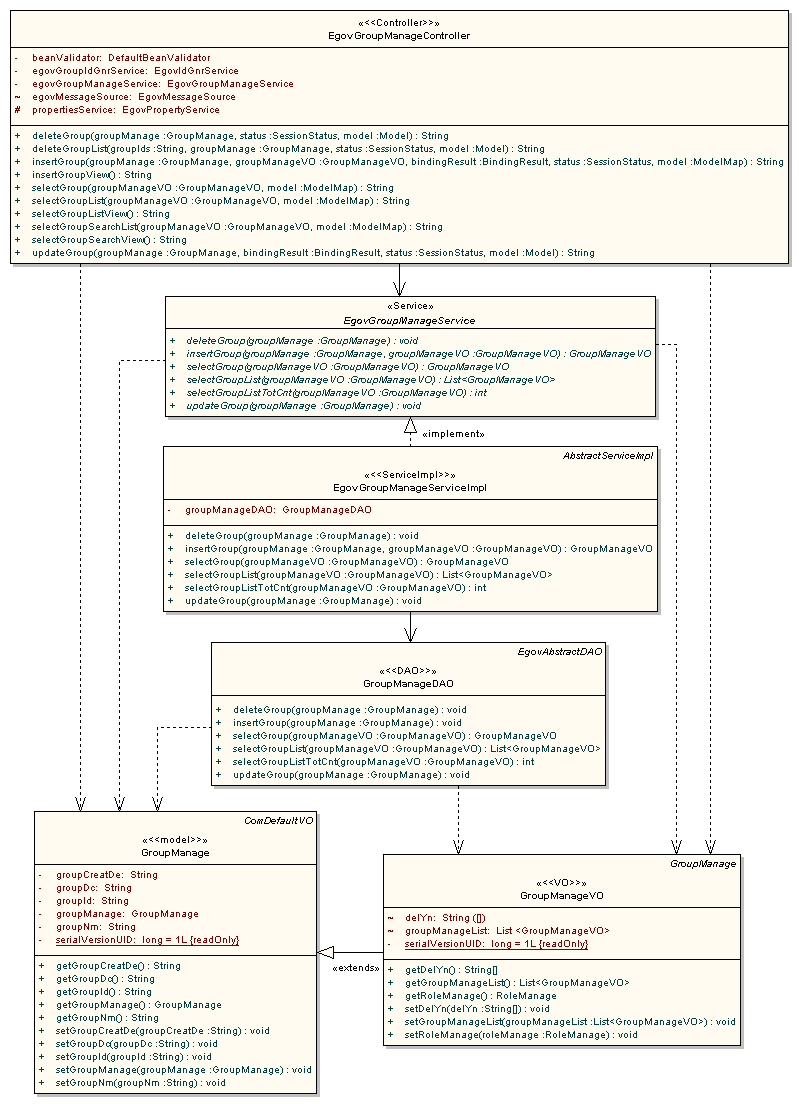 «<<Controller>>»
EgovGroupManageController
- beanValidator: DefaultBeanValidator
- egovGroupIdGnrService: EgovIdGnrService
- egovGroupManageService: EgovGroupManageService
~ egovMessageSource: EgovMessageSource
# propertiesService: EgovPropertyService
+ deleteGroup(groupManage :GroupManage, status :SessionStatus, model :Model) : String
+ deleteGroupList(groupIds :String, groupManage :GroupManage, status :SessionStatus, model :Model) : String
+ insertGroup(groupManage :GroupManage, groupManageVO :GroupManageVO, bindingResult :BindingResult, status :SessionStatus, model :ModelMap) : String
+ insertGroupView() : String
+ selectGroup(groupManageVO :GroupManageVO, model :ModelMap) : String
+ selectGroupList(groupManageVO :GroupManageVO, model :ModelMap) : String
+ selectGroupListView() : String
+ selectGroupSearchList(groupManageVO :GroupManageVO, model :ModelMap) : String
+ selectGroupSearchView() : String
+ updateGroup(groupManage :GroupManage, bindingResult :BindingResult, status :SessionStatus, model :Model) : String
«Service»
EgovGroupManageService
+ deleteGroup(groupManage :GroupManage) : void
+ insertGroup(groupManage :GroupManage, groupManageVO :GroupManageVO) : GroupManageVO
+ selectGroup(groupManageVO :GroupManageVO) : GroupManageVO
+ selectGroupList(groupManageVO :GroupManageVO) : List<GroupManageVO>
+ selectGroupListTotCnt(groupManageVO :GroupManageVO) : int
+ updateGroup(groupManage :GroupManage) : void
«implement»
AbstractServiceImpl
«<<ServiceImpl>>»
EgovGroupManageServiceImpl
- groupManageDAO: GroupManageDAO
+ deleteGroup(groupManage :GroupManage) : void
+ insertGroup(groupManage :GroupManage, groupManageVO :GroupManageVO) : GroupManageVO
+ selectGroup(groupManageVO :GroupManageVO) : GroupManageVO
+ selectGroupList(groupManageVO :GroupManageVO) : List<GroupManageVO>
+ selectGroupListTotCnt(groupManageVO :GroupManageVO) : int
+ updateGroup(groupManage :GroupManage) : void
EgovAbstractDAO
«<<DAO>>»
GroupManageDAO
+ deleteGroup(groupManage :GroupManage) : void
+ insertGroup(groupManage :GroupManage) : void
+ selectGroup(groupManageVO :GroupManageVO) : GroupManageVO
+ selectGroupList(groupManageVO :GroupManageVO) : List<GroupManageVO>
+ selectGroupListTotCnt(groupManageVO :GroupManageVO) : int
+ updateGroup(groupManage :GroupManage) : void
ComDefaultVO
«<<model>>»
GroupManage
- groupCreatDe: String
- groupDc: String
- groupId: String
- groupManage: GroupManage
- groupNm: String
- serialVersionUID: long = 1L {readOnly}
+ getGroupCreatDe() : String
+ getGroupDc() : String
+ getGroupId() : String
+ getGroupManage() : GroupManage
+ getGroupNm() : String
+ setGroupCreatDe(groupCreatDe :String) : void
+ setGroupDc(groupDc :String) : void
+ setGroupId(groupId :String) : void
+ setGroupManage(groupManage :GroupManage) : void
+ setGroupNm(groupNm :String) : void
«extends»
GroupManage
«<<VO>>»
GroupManageVO
~ delYn: String ([])
~ groupManageList: List <GroupManageVO>
- serialVersionUID: long = 1L {readOnly}
+ getDelYn() : String[]
+ getGroupManageList() : List<GroupManageVO>
+ getRoleManage() : RoleManage
+ setDelYn(delYn :String[]) : void
+ setGroupManageList(groupManageList :List<GroupManageVO>) : void
+ setRoleManage(roleManage :RoleManage) : void